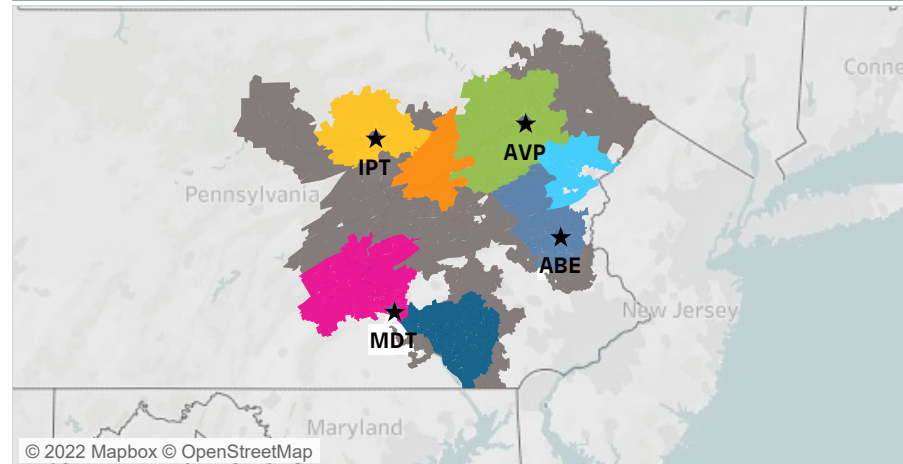 Conne
AVP
IPT
Pennsylvania
ABE
New Jersey
MDT
Maryland
© 2022 Mapbox © OpenStreetMap